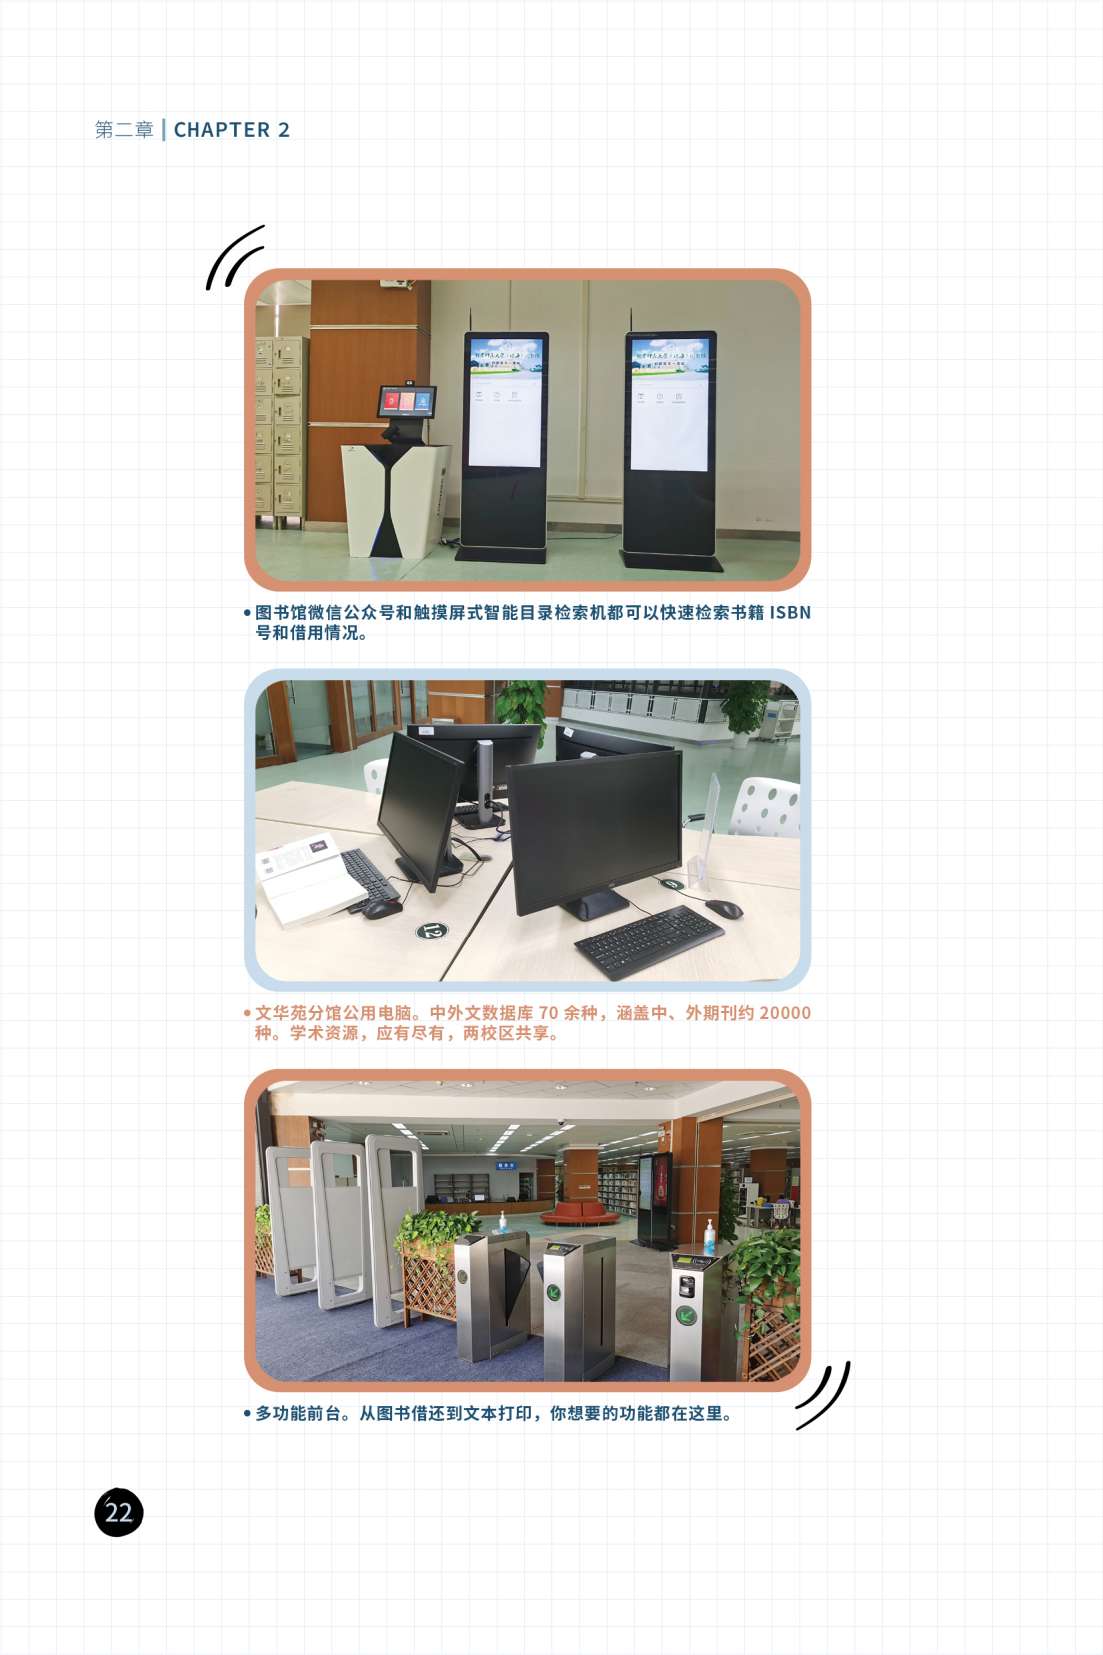 第二章 | CHAPTER 2
• 图书馆微信公众号和触摸屏式智能目录检索机都可以快速检索书籍 ISBN
号和借用情况。
12
• 文华苑分馆公用电脑。中外文数据库 70 余种，涵盖中、外期刊约 20000
种。学术资源，应有尽有，两校区共享。
• 多功能前台。从图书借还到文本打印，你想要的功能都在这里。
22